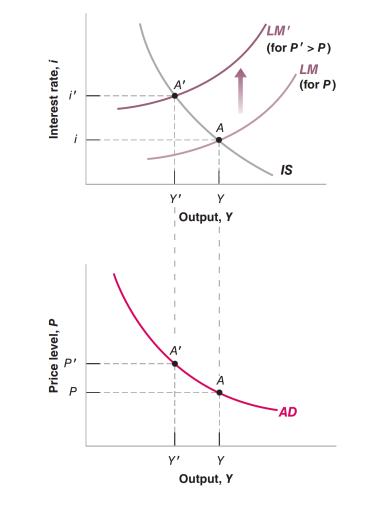 LM′
(for P′ > P)
LM
(for P)
Interest rate, i
A′
i′
A
i
IS
Y′
Y
Output, Y
Price level, P
A′
P′
A
P
AD
Y′
Y
Output, Y